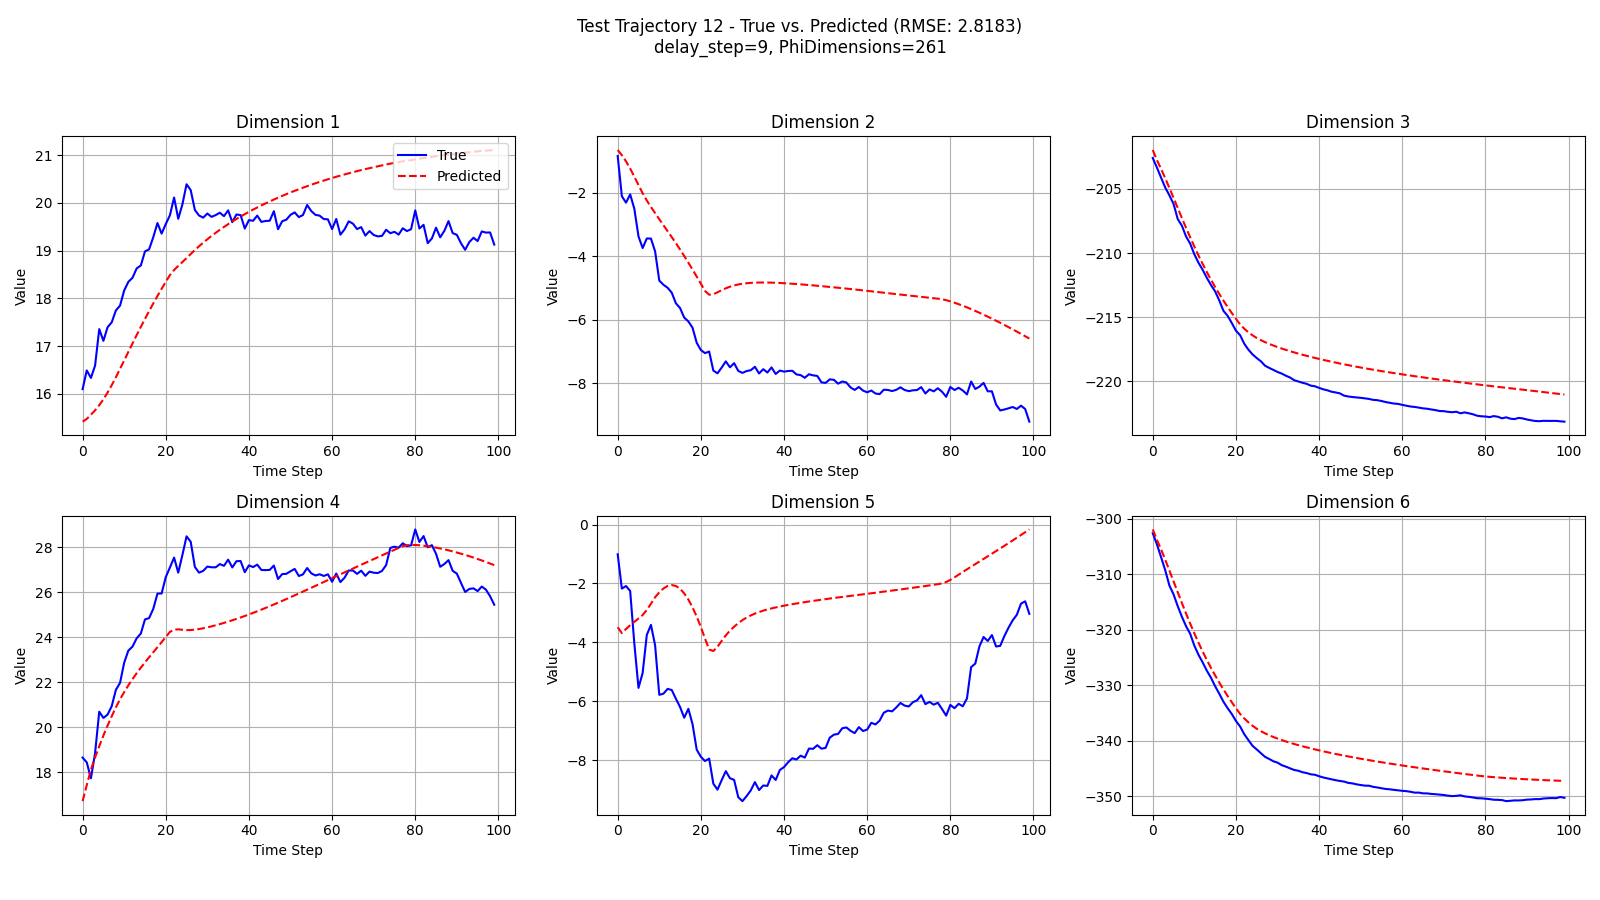 Test Trajectory 12 - True vs. Predicted (RMSE: 2.8183)
delay_step=9, PhiDimensions=261
Dimension 1
21
20
19
18
17
16
Value
0 20 40 60 80 100
Time Step
True
Predicted
Dimension 2
−2
−4
−6
−8
Value
0 20 40 60 80 100
Time Step
Dimension 3
−205
−210
−215
−220
Value
0 20 40 60 80 100
Time Step
Dimension 4
28
26
24
22
20
18
Value
0 20 40 60 80 100
Time Step
Dimension 5
0
−2
−4
−6
−8
Value
0 20 40 60 80 100
Time Step
Dimension 6
−300
−310
−320
−330
−340
−350
Value
0 20 40 60 80 100
Time Step